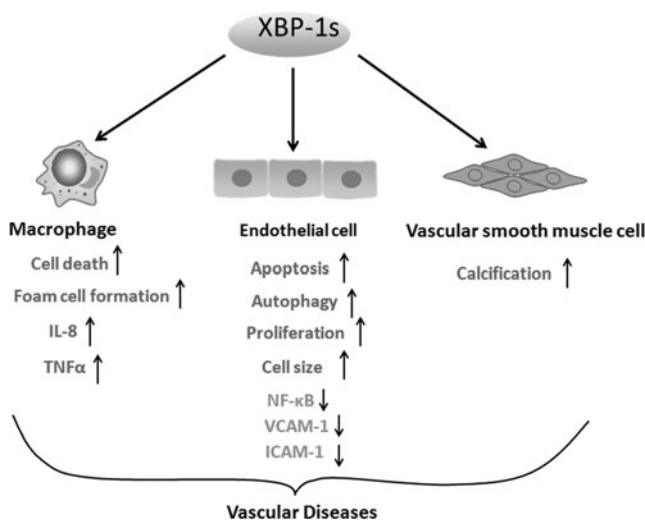 XBP-1s
Macrophage
Cell death ↑
Foam cell formation ↑
IL-8 ↑
TNFα ↑
Endothelial cell
Apoptosis ↑
Autophagy ↑
Proliferation ↑
Cell size ↑
NF-κB ↓
VCAM-1 ↓
ICAM-1 ↓
Vascular smooth muscle cell
Calcification ↑
Vascular Diseases